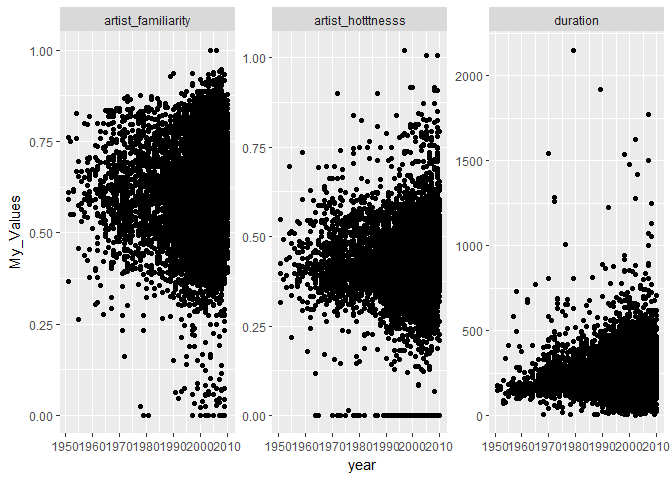 artist_familiarity artist_hotttnesss duration
1.00 0.75 0.50 0.25 0.00
1.00 0.75 0.50 0.25 0.00
2000 1500 1000 500 0
My_Values
1950196019701980199020002010 1950196019701980199020002010 1950196019701980199020002010
year